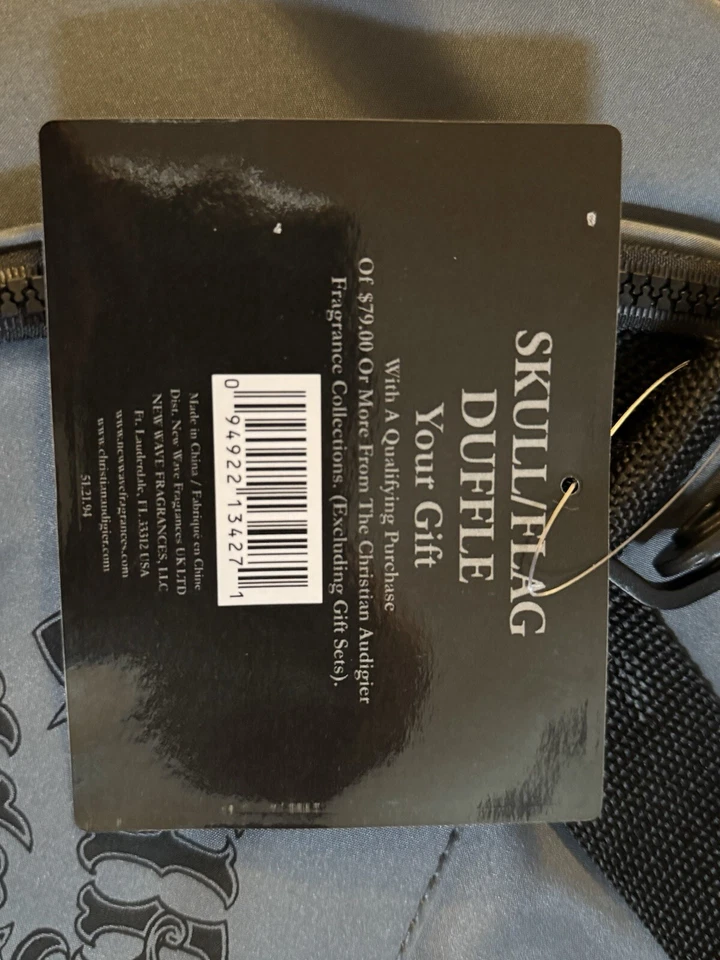 SKULL/FLAG
DUFFLE
Your Gift
With A Qualifying Purchase
Of $79.00 Or More From The Christian Audigier
Fragrance Collections. (Excluding Gift Sets).
0 94922 13427 1
Made in China / Fabriqué en Chine
Dist. New Wave Fragrances UK LTD
NEW WAVE FRAGRANCES, LLC
Ft. Lauderdale, FL 33312 USA
www.newwavefragrances.com
www.christianaudigier.com
512194